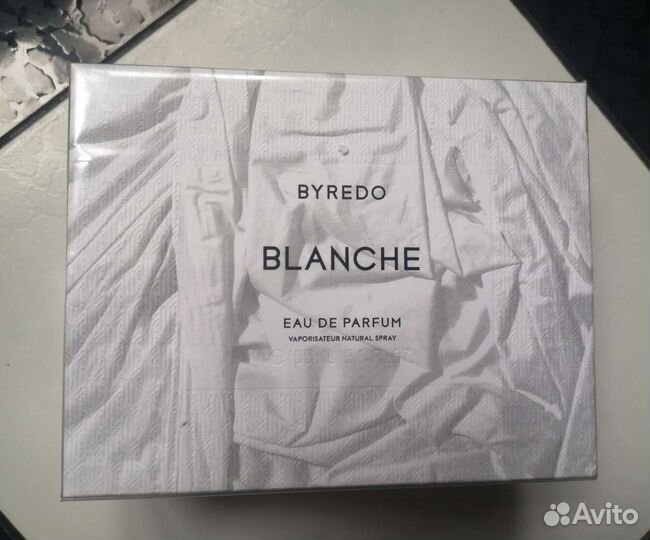 BYREDO
BLANCHE
EAU DE PARFUM
VAPORISATEUR NATURAL SPRAY
Avito